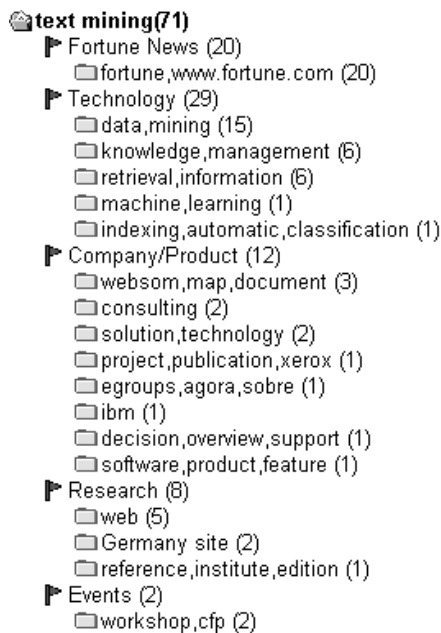 text mining(71)
Fortune News (20)
fortune,www.fortune.com (20)
Technology (29)
data,mining (15)
knowledge,management (6)
retrieval,information (6)
machine,learning (1)
indexing,automatic,classification (1)
Company/Product (12)
websom,map,document (3)
consulting (2)
solution,technology (2)
project,publication,xerox (1)
egroups,agora,sobre (1)
ibm (1)
decision,overview,support (1)
software,product,feature (1)
Research (8)
web (5)
Germany site (2)
reference,institute,edition (1)
Events (2)
workshop,cfp (2)